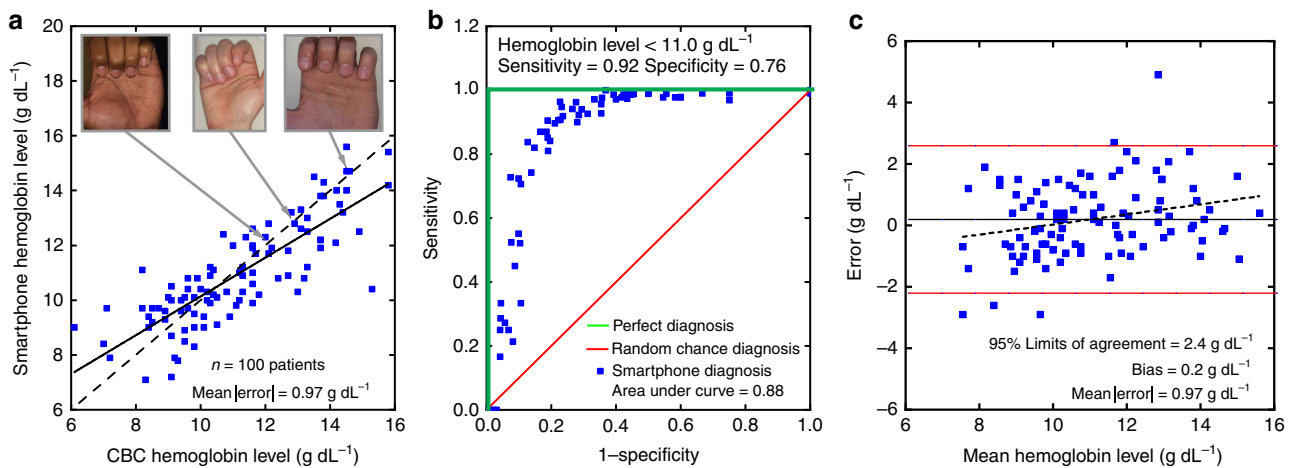 a
Smartphone hemoglobin level (g dL⁻¹)
20
18
16
14
12
10
8
6
n = 100 patients
Mean |error| = 0.97 g dL⁻¹
6 8 10 12 14 16
CBC hemoglobin level (g dL⁻¹)
b
Sensitivity
1.2
1.0
0.8
0.6
0.4
0.2
0.0
Hemoglobin level < 11.0 g dL⁻¹
Sensitivity = 0.92 Specificity = 0.76
Perfect diagnosis
Random chance diagnosis
Smartphone diagnosis
Area under curve = 0.88
0.0 0.2 0.4 0.6 0.8 1.0
1–specificity
c
Error (g dL⁻¹)
6
4
2
0
−2
−4
−6
95% Limits of agreement = 2.4 g dL⁻¹
Bias = 0.2 g dL⁻¹
Mean |error| = 0.97 g dL⁻¹
6 8 10 12 14 16
Mean hemoglobin level (g dL⁻¹)